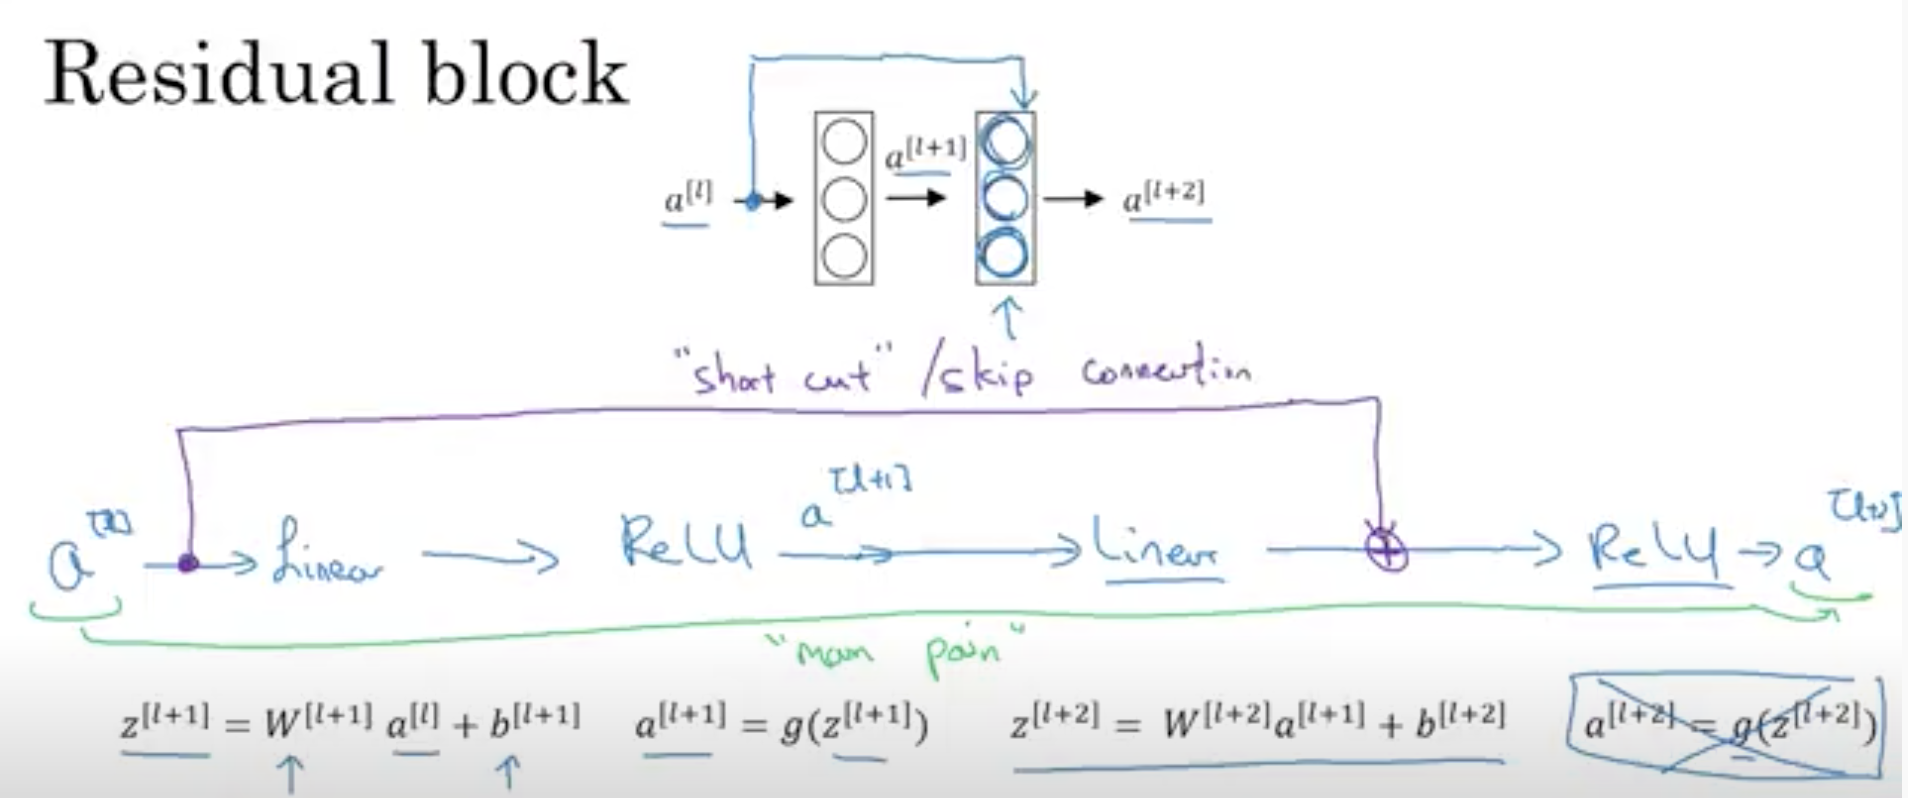 Residual block
a^[l] a^[l+1] a^[l+2]
"short cut" /skip connection
a^[l] Linear ReLU a^[l+1] Linear ReLU a^[l+2]
"main path"
z^[l+1] = W^[l+1] a^[l] + b^[l+1] a^[l+1] = g(z^[l+1]) z^[l+2] = W^[l+2]a^[l+1] + b^[l+2] a^[l+2] = g(z^[l+2])